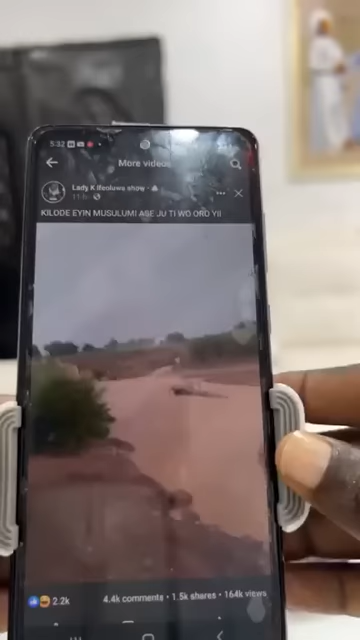 5:32
More videos
Lady K Ifeoluwa show
11 h
KILODE EYIN MUSULUMI ASE JU TI WO ORO YII
2.2k
4.4k comments • 1.5k shares • 164k views